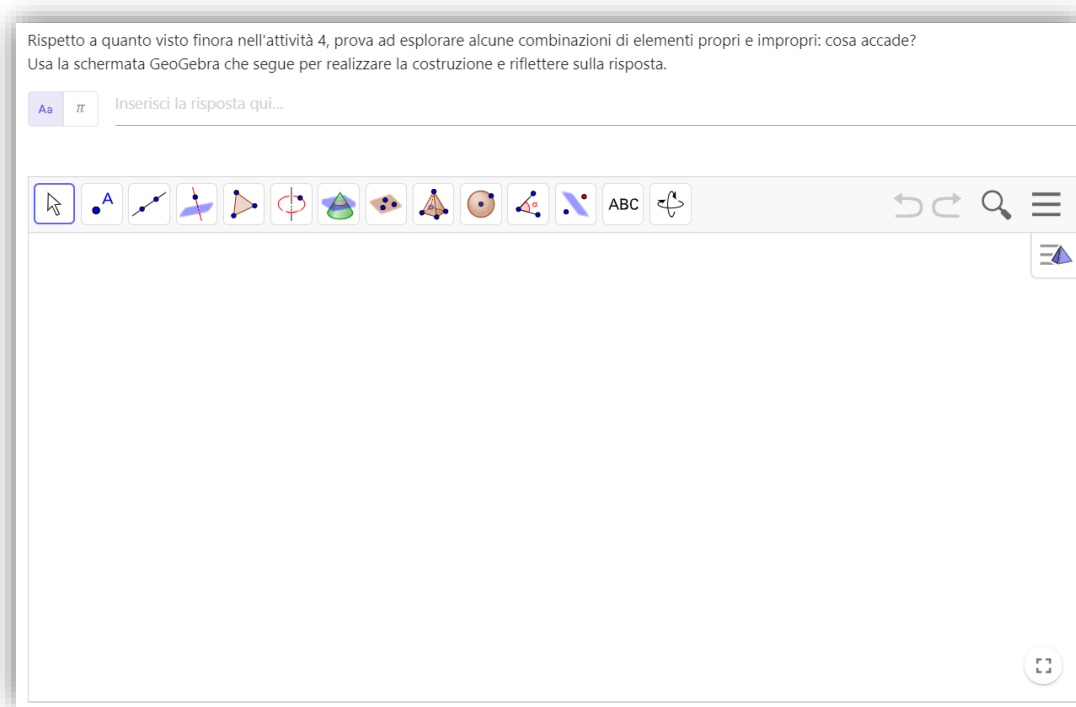 Rispetto a quanto visto finora nell'attività 4, prova ad esplorare alcune combinazioni di elementi propri e impropri: cosa accade?
Usa la schermata GeoGebra che segue per realizzare la costruzione e riflettere sulla risposta.
Aa π Inserisci la risposta qui...
A α ABC